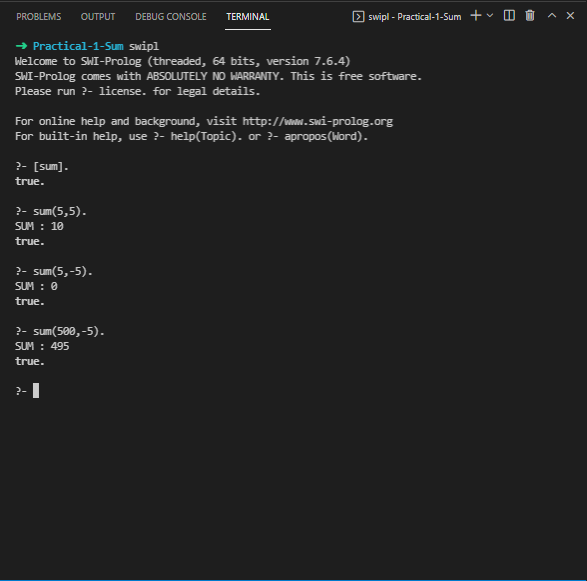 PROBLEMS OUTPUT DEBUG CONSOLE TERMINAL swipl - Practical-1-Sum
➜ Practical-1-Sum swipl
Welcome to SWI-Prolog (threaded, 64 bits, version 7.6.4)
SWI-Prolog comes with ABSOLUTELY NO WARRANTY. This is free software.
Please run ?- license. for legal details.
For online help and background, visit http://www.swi-prolog.org
For built-in help, use ?- help(Topic). or ?- apropos(Word).
?- [sum].
true.
?- sum(5,5).
SUM : 10
true.
?- sum(5,-5).
SUM : 0
true.
?- sum(500,-5).
SUM : 495
true.
?-